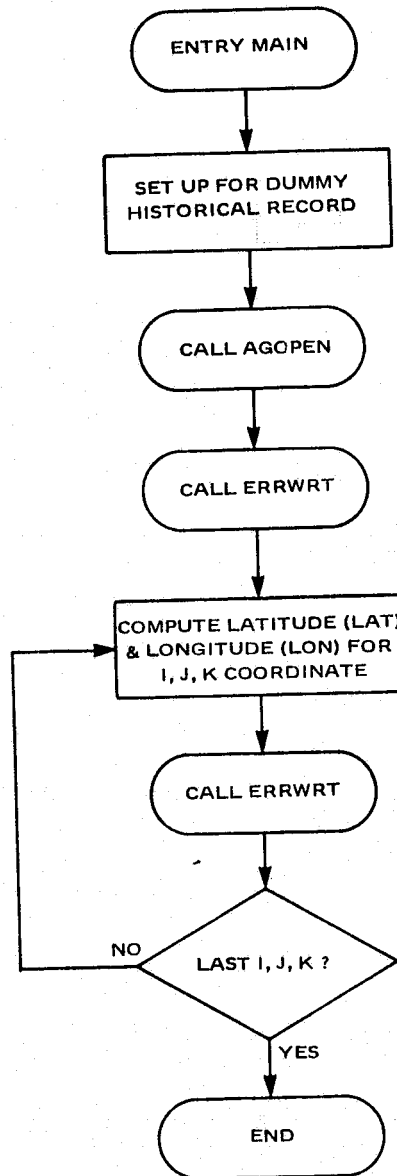 ENTRY MAIN
SET UP FOR DUMMY
HISTORICAL RECORD
CALL AGOPEN
CALL ERRWRT
COMPUTE LATITUDE (LAT)
& LONGITUDE (LON) FOR
I, J, K COORDINATE
CALL ERRWRT
LAST I, J, K ?
NO
YES
END